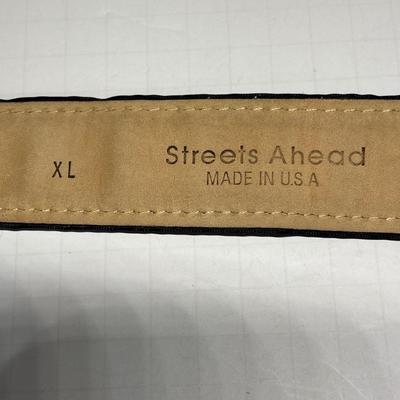 XL
Streets Ahead
MADE IN U.S.A